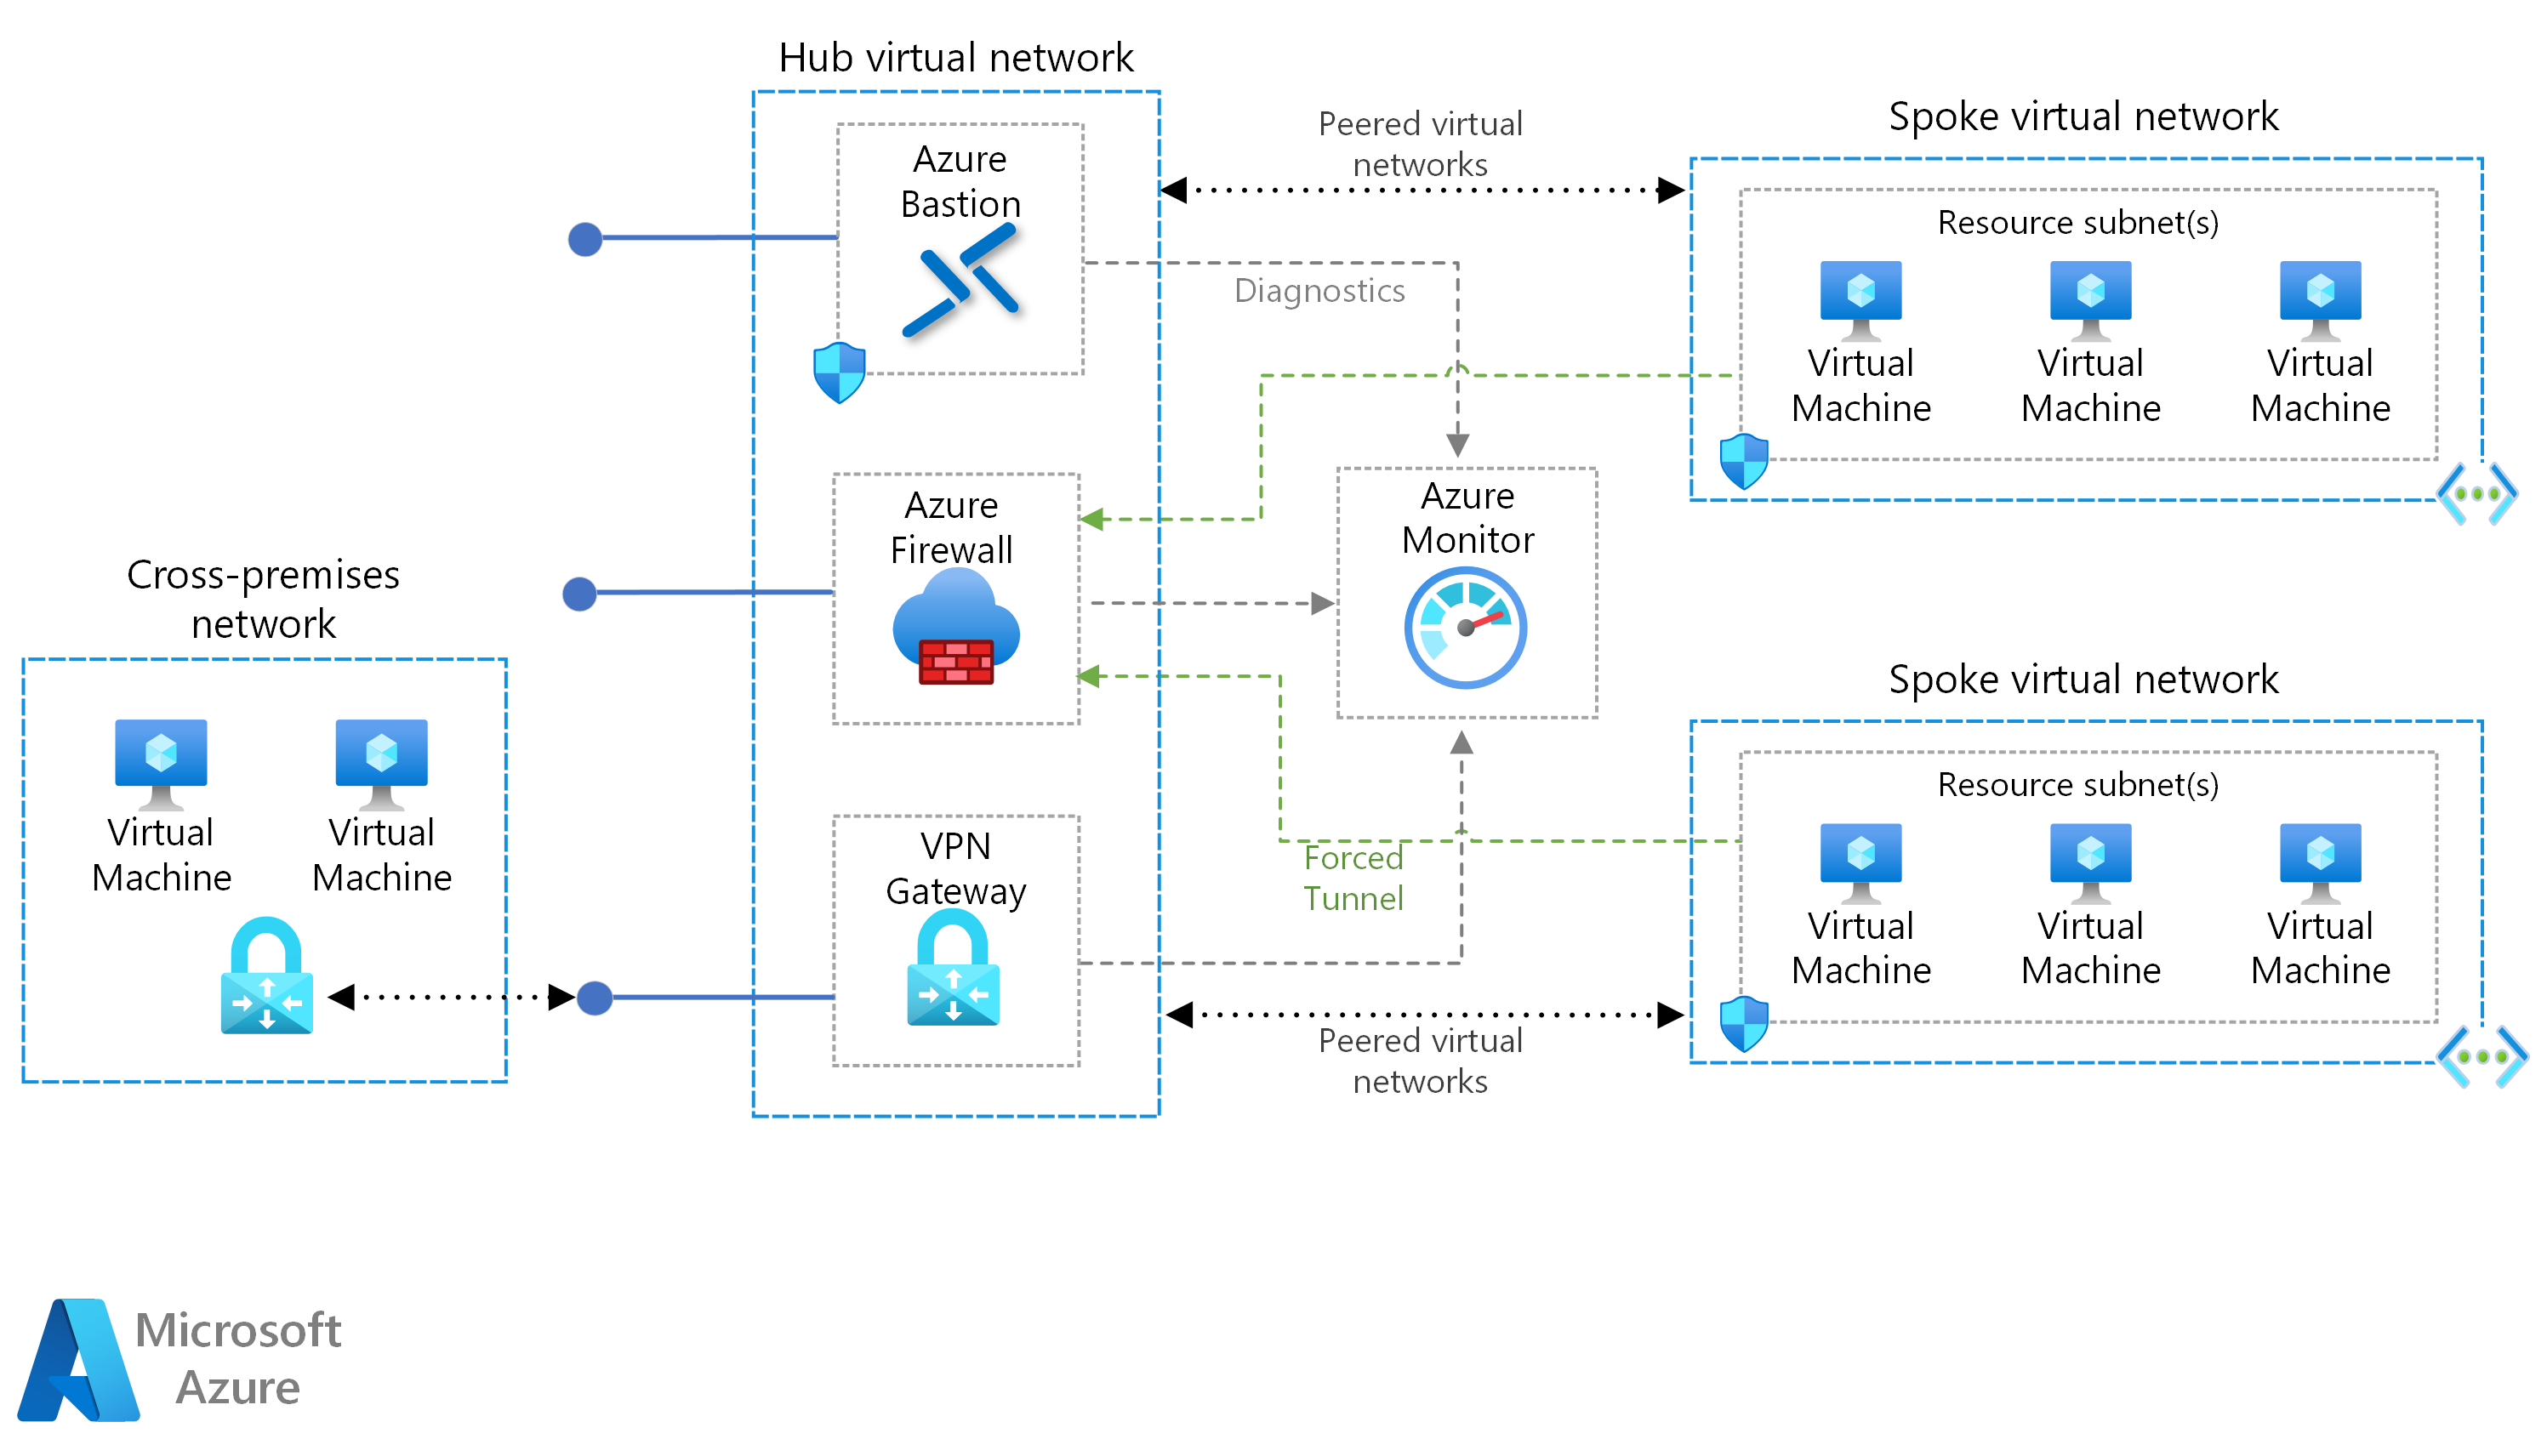 Hub virtual network
Azure
Bastion
Azure
Firewall
VPN
Gateway
Cross-premises
network
Virtual
Machine
Virtual
Machine
Peered virtual
networks
Diagnostics
Azure
Monitor
Forced
Tunnel
Peered virtual
networks
Spoke virtual network
Resource subnet(s)
Virtual
Machine
Virtual
Machine
Virtual
Machine
Spoke virtual network
Resource subnet(s)
Virtual
Machine
Virtual
Machine
Virtual
Machine
Microsoft
Azure